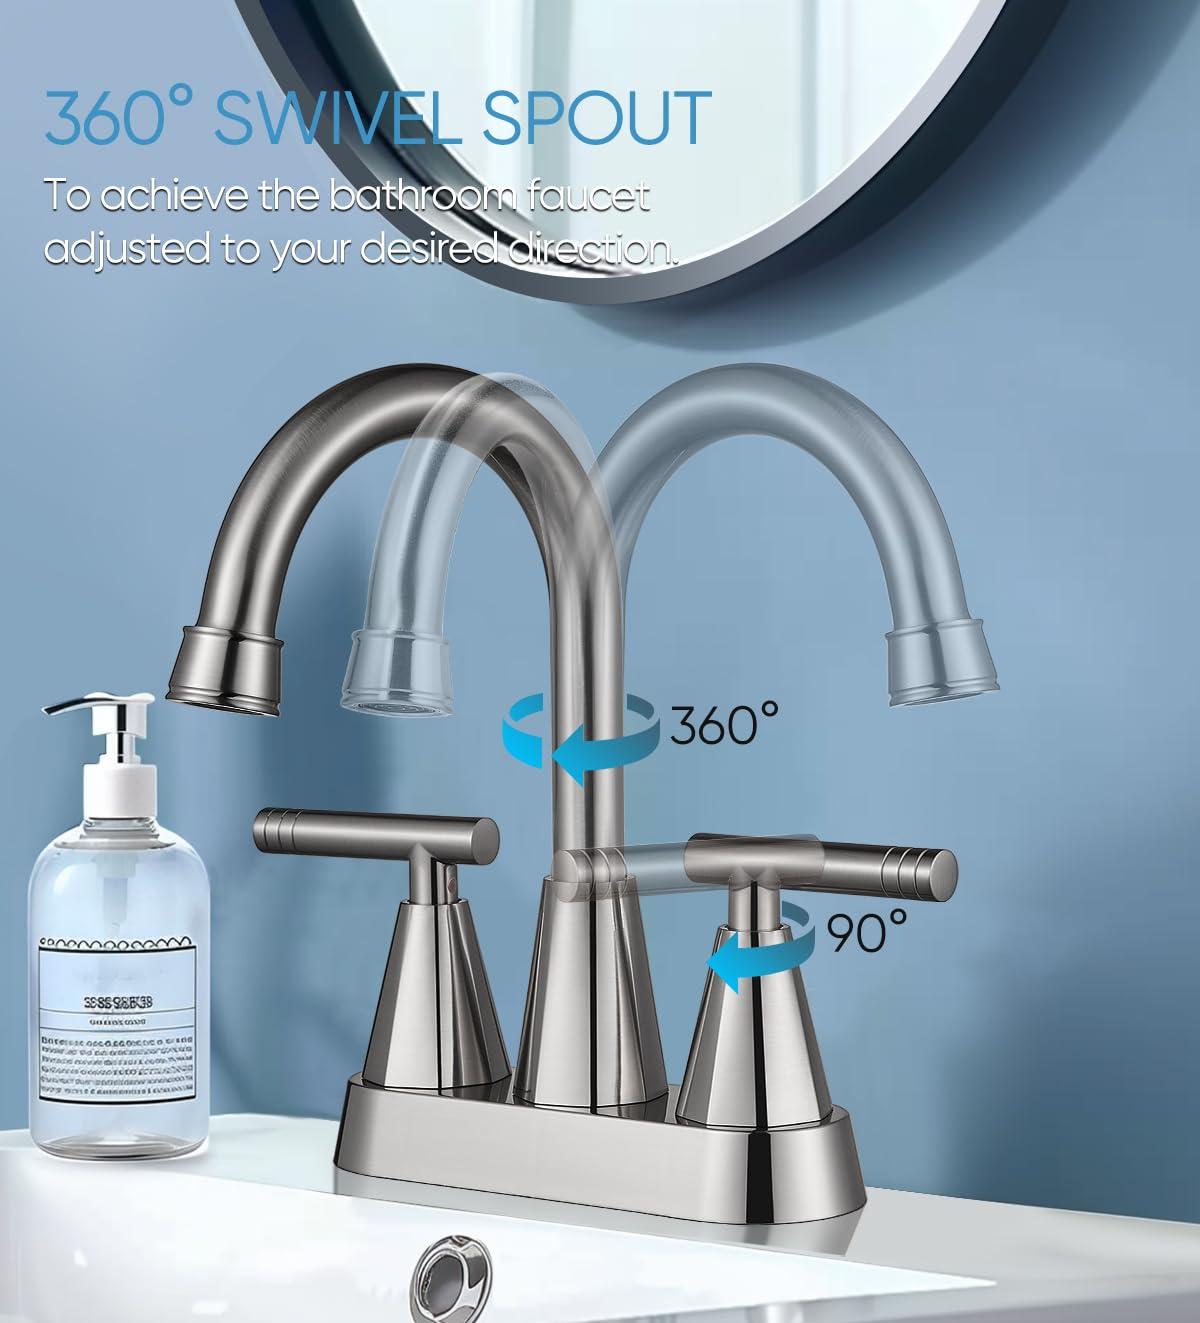 360° SWIVEL SPOUT
To achieve the bathroom faucet
adjusted to your desired direction.
360°
90°